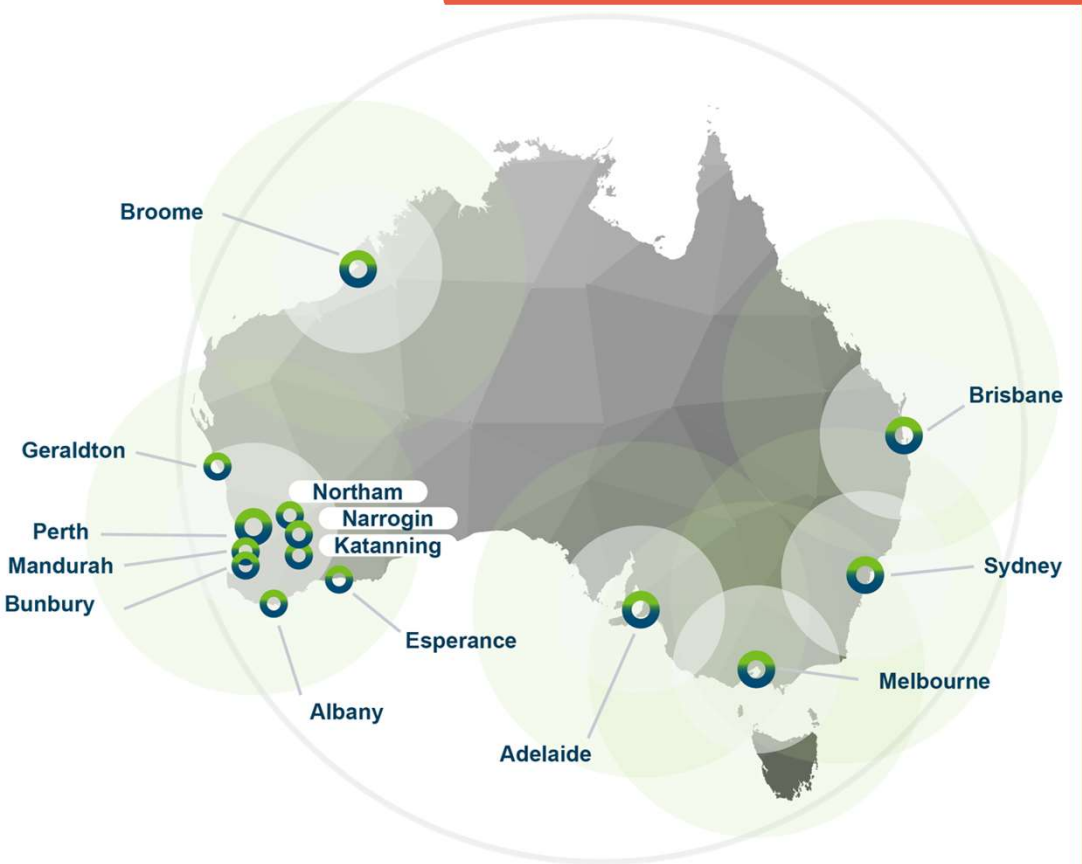 Broome
Brisbane
Geraldton
Northam
Narrogin
Perth
Katanning
Mandurah
Sydney
Bunbury
Esperance
Melbourne
Albany
Adelaide